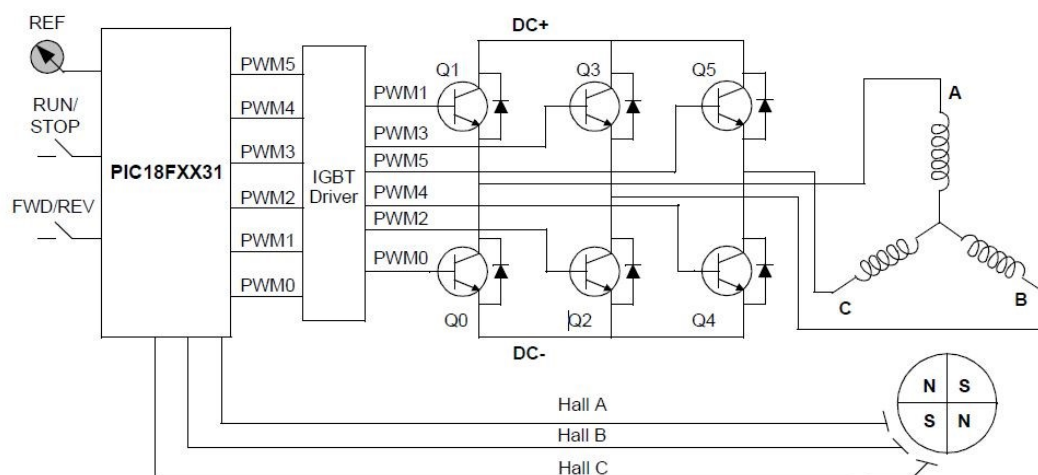 REF
RUN/
STOP
FWD/REV
PIC18FXX31
PWM5
PWM4
PWM3
PWM2
PWM1
PWM0
IGBT
Driver
PWM1
PWM3
PWM5
PWM4
PWM2
PWM0
DC+
Q1
Q3
Q5
Q0
Q2
Q4
DC-
A
C
B
Hall A
Hall B
Hall C
N S
S N